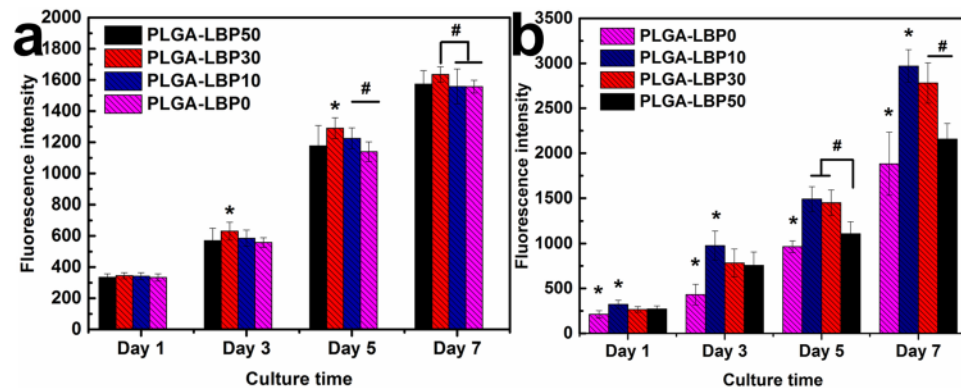 a
PLGA-LBP50
PLGA-LBP30
PLGA-LBP10
PLGA-LBP0
Fluorescence intensity
2000
1800
1600
1400
1200
1000
800
600
400
200
0
*
*
#
#
Day 1 Day 3 Day 5 Day 7
Culture time
b
PLGA-LBP0
PLGA-LBP10
PLGA-LBP30
PLGA-LBP50
Fluorescence intensity
3500
3000
2500
2000
1500
1000
500
0
* *
* *
* #
* * #
Day 1 Day 3 Day 5 Day 7
Culture time